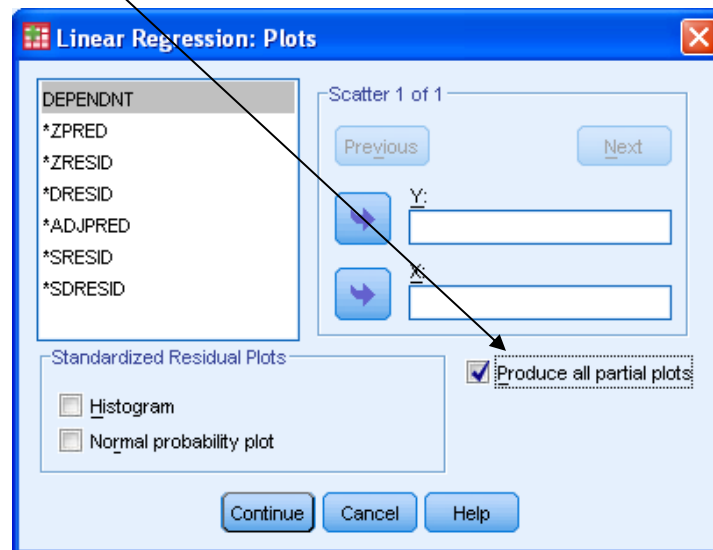 Linear Regression: Plots
DEPENDNT
*ZPRED
*ZRESID
*DRESID
*ADJPRED
*SRESID
*SDRESID
Scatter 1 of 1
Previous
Next
Y:
X:
Standardized Residual Plots
Histogram
Normal probability plot
Produce all partial plots
Continue
Cancel
Help